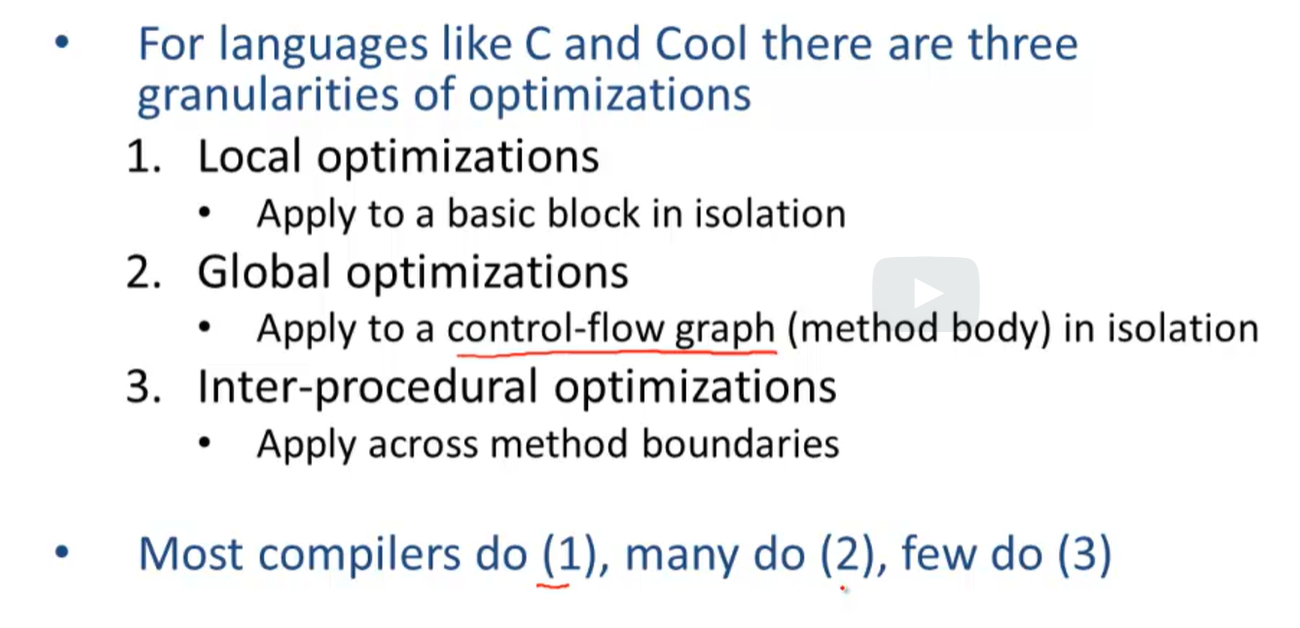 • For languages like C and Cool there are three
granularities of optimizations
1. Local optimizations
• Apply to a basic block in isolation
2. Global optimizations
• Apply to a control-flow graph (method body) in isolation
3. Inter-procedural optimizations
• Apply across method boundaries
• Most compilers do (1), many do (2), few do (3)